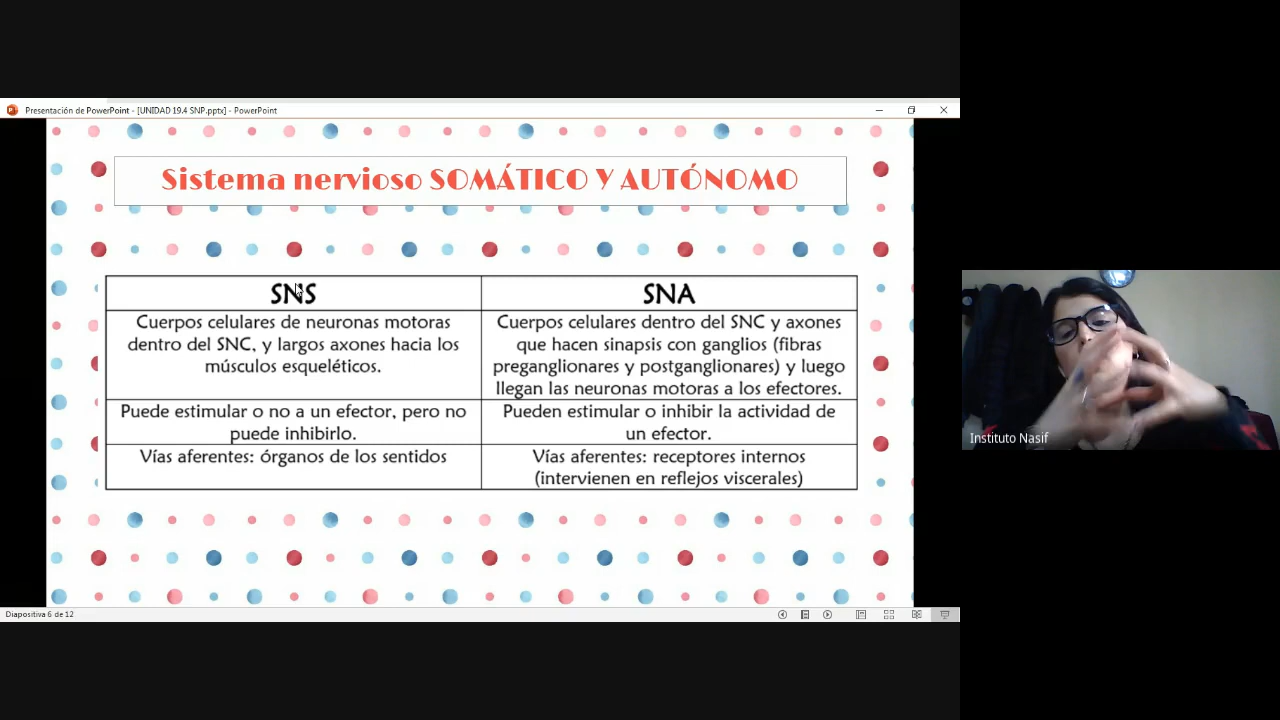 Presentación de PowerPoint - [UNIDAD 19.4 SNP.pptx] - PowerPoint
Sistema nervioso SOMÁTICO Y AUTÓNOMO
SNS
SNA
Cuerpos celulares de neuronas motoras
dentro del SNC, y largos axones hacia los
músculos esqueléticos.
Cuerpos celulares dentro del SNC y axones
que hacen sinapsis con ganglios (fibras
preganglionares y postganglionares) y luego
llegan las neuronas motoras a los efectores.
Puede estimular o no a un efector, pero no
puede inhibirlo.
Pueden estimular o inhibir la actividad de
un efector.
Vías aferentes: órganos de los sentidos
Vías aferentes: receptores internos
(intervienen en reflejos viscerales)
Instituto Nasif
Diapositiva 6 de 12